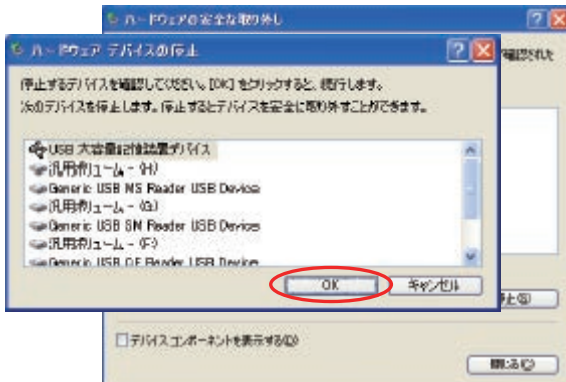 ハードウェアの安全な取り外し
ハードウェア デバイスの停止
確認された
停止するデバイスを確認してください。[OK] をクリックすると、続行します。
次のデバイスを停止します。停止するとデバイスを安全に取り外すことができます。
USB 大容量記憶装置デバイス
汎用ボリューム - (H:)
Generic USB MS Reader USB Device
汎用ボリューム - (G:)
Generic USB SM Reader USB Device
汎用ボリューム - (F:)
Generic USB CF Reader USB Device
OK
キャンセル
停止(S)
デバイス コンポーネントを表示する(D)
閉じる(C)